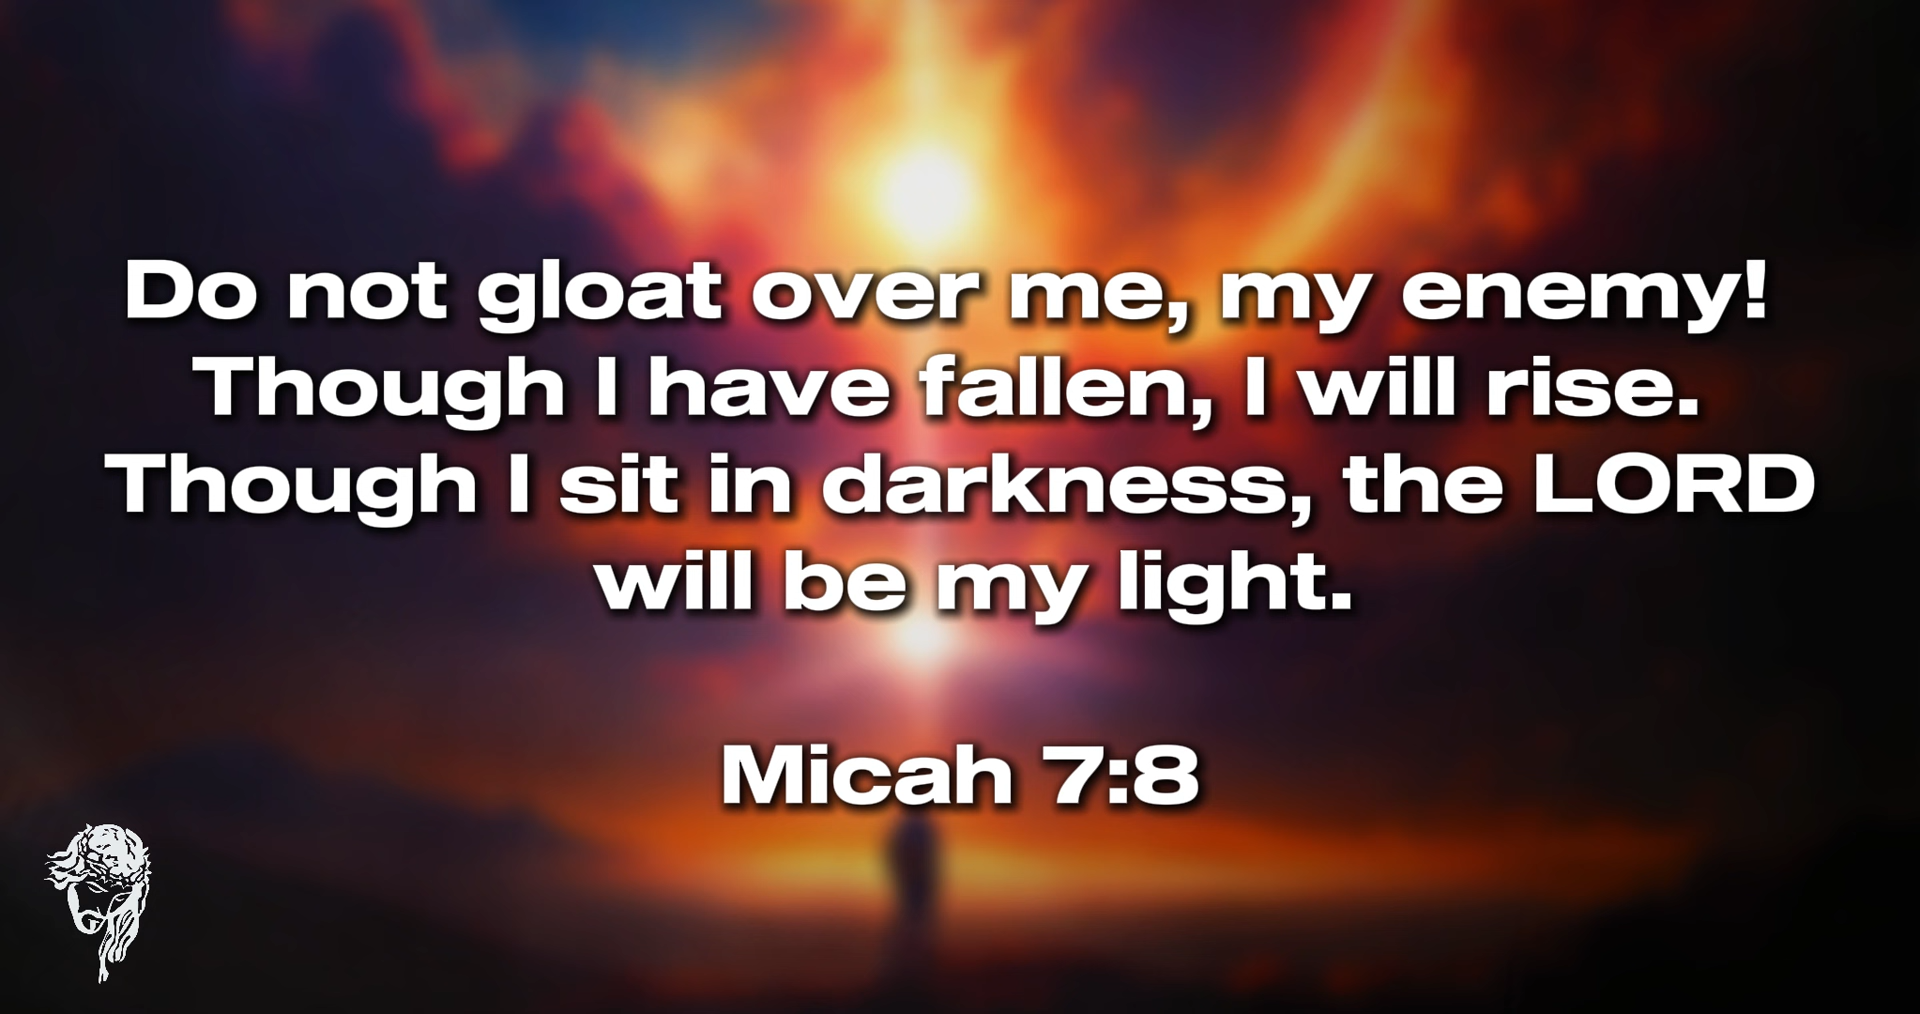 Do not gloat over me, my enemy!
Though I have fallen, I will rise.
Though I sit in darkness, the LORD
will be my light.
Micah 7:8